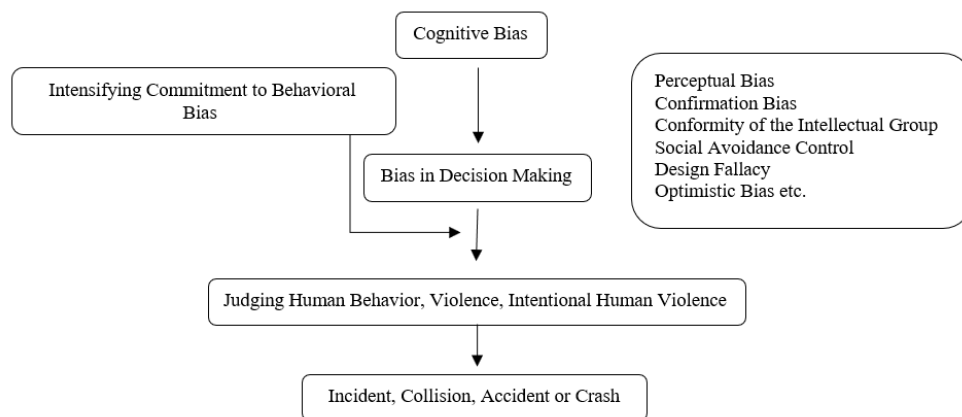 Cognitive Bias
Intensifying Commitment to Behavioral
Bias
Perceptual Bias
Confirmation Bias
Conformity of the Intellectual Group
Social Avoidance Control
Design Fallacy
Optimistic Bias etc.
Bias in Decision Making
Judging Human Behavior, Violence, Intentional Human Violence
Incident, Collision, Accident or Crash